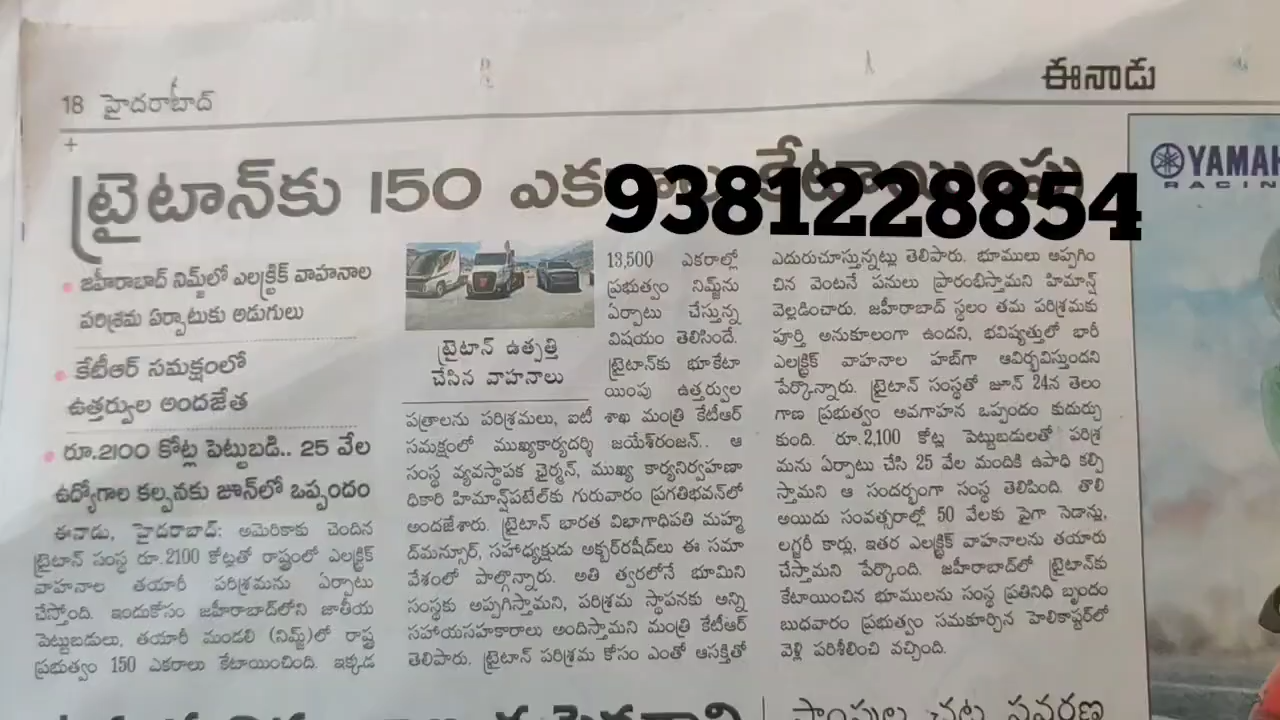 18 హైదరాబాద్
ఈనాడు
ట్రైటాన్‌కు 150 ఎకరాలు కేటాయింపు
9381228854
YAMAH
RACIN
• జహీరాబాద్ నిమ్జ్‌లో ఎలక్ట్రిక్ వాహనాల
పరిశ్రమ ఏర్పాటుకు అడుగులు
• కేటీఆర్ సమక్షంలో
ఉత్తర్వుల అందజేత
• రూ.2100 కోట్ల పెట్టుబడి.. 25 వేల
ఉద్యోగాల కల్పనకు జూన్‌లో ఒప్పందం
ఈనాడు, హైదరాబాద్: అమెరికాకు చెందిన
ట్రైటాన్ సంస్థ రూ.2100 కోట్లతో రాష్ట్రంలో ఎలక్ట్రిక్
వాహనాల తయారీ పరిశ్రమను ఏర్పాటు
చేస్తోంది. ఇందుకోసం జహీరాబాద్‌లోని జాతీయ
పెట్టుబడులు, తయారీ మండలి (నిమ్జ్)లో రాష్ట్ర
ప్రభుత్వం 150 ఎకరాలు కేటాయించింది. ఇక్కడ
ట్రైటాన్ ఉత్పత్తి
చేసిన వాహనాలు
13,500 ఎకరాల్లో
ప్రభుత్వం నిమ్జ్‌ను
ఏర్పాటు చేస్తున్న
విషయం తెలిసిందే.
ట్రైటాన్‌కు భూకేటా
యింపు ఉత్తర్వుల
పత్రాలను పరిశ్రమలు, ఐటీ శాఖ మంత్రి కేటీఆర్
సమక్షంలో ముఖ్యకార్యదర్శి జయేశ్‌రంజన్.. ఆ
సంస్థ వ్యవస్థాపక ఛైర్మన్, ముఖ్య కార్యనిర్వహణా
ధికారి హిమాన్ష్‌పటేల్‌కు గురువారం ప్రగతిభవన్‌లో
అందజేశారు. ట్రైటాన్ భారత విభాగాధిపతి మహ్మ
ద్‌మన్సూర్, సహాధ్యక్షుడు అక్బర్‌రషీద్‌లు ఈ సమా
వేశంలో పాల్గొన్నారు. అతి త్వరలోనే భూమిని
సంస్థకు అప్పగిస్తామని, పరిశ్రమ స్థాపనకు అన్ని
సహాయసహకారాలు అందిస్తామని మంత్రి కేటీఆర్
తెలిపారు. ట్రైటాన్ పరిశ్రమ కోసం ఎంతో ఆసక్తితో
ఎదురుచూస్తున్నట్లు తెలిపారు. భూములు అప్పగిం
చిన వెంటనే పనులు ప్రారంభిస్తామని హిమాన్ష్
వెల్లడించారు. జహీరాబాద్ స్థలం తమ పరిశ్రమకు
పూర్తి అనుకూలంగా ఉందని, భవిష్యత్తులో భారీ
ఎలక్ట్రిక్ వాహనాల హబ్‌గా ఆవిర్భవిస్తుందని
పేర్కొన్నారు. ట్రైటాన్ సంస్థతో జూన్ 24న తెలం
గాణ ప్రభుత్వం అవగాహన ఒప్పందం కుదుర్చు
కుంది. రూ.2,100 కోట్ల పెట్టుబడులతో పరిశ్ర
మను ఏర్పాటు చేసి 25 వేల మందికి ఉపాధి కల్పి
స్తామని ఆ సందర్భంగా సంస్థ తెలిపింది. తొలి
అయిదు సంవత్సరాల్లో 50 వేలకు పైగా సెడాన్లు,
లగ్జరీ కార్లు, ఇతర ఎలక్ట్రిక్ వాహనాలను తయారు
చేస్తామని పేర్కొంది. జహీరాబాద్‌లో ట్రైటాన్‌కు
కేటాయించిన భూములను సంస్థ ప్రతినిధి బృందం
బుధవారం ప్రభుత్వం సమకూర్చిన హెలికాప్టర్‌లో
వెళ్లి పరిశీలించి వచ్చింది.